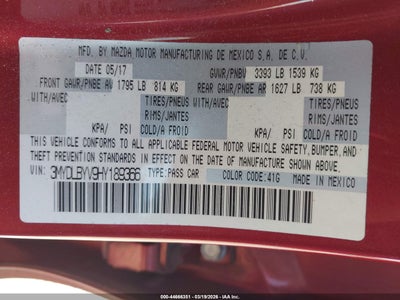 MFD. BY MAZDA MOTOR MANUFACTURING DE MEXICO S.A. DE C.V.
DATE 05/17 GVWR/PNBV 3393 LB 1539 KG
FRONT GAWR/PNBE AV 1795 LB 814 KG REAR GAWR/PNBE AR 1627 LB 738 KG
WITH/AVEC TIRES/PNEUS WITH/AVEC TIRES/PNEUS
RIMS/JANTES RIMS/JANTES
KPA/ PSI COLD/A FROID KPA/ PSI COLD/A FROID
THIS VEHICLE CONFORMS TO ALL APPLICABLE FEDERAL MOTOR VEHICLE SAFETY, BUMPER, AND
THEFT PREVENTION STANDARDS IN EFFECT ON THE DATE OF MANUFACTURE SHOWN ABOVE.
VIN: 3MYDLBYV9HY189366 TYPE: PASS CAR COLOR CODE: 41G MADE IN MEXICO
000-44666351 - 03/19/2026 - www.iaai.com